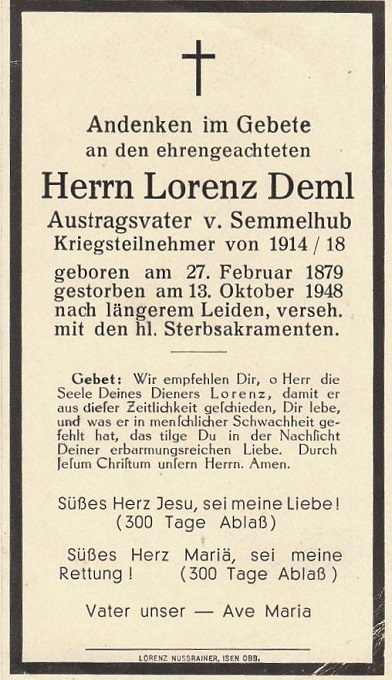 Andenken im Gebete
an den ehrengeachteten
Herrn Lorenz Deml
Austragsvater v. Semmelhub
Kriegsteilnehmer von 1914/18
geboren am 27. Februar 1879
gestorben am 13. Oktober 1948
nach längerem Leiden, verseh.
mit den hl. Sterbsakramenten.
Gebet: Wir empfehlen Dir, o Herr die
Seele Deines Dieners Lorenz, damit er
aus dieſer Zeitlichkeit geſchieden, Dir lebe,
und was er in menſchlicher Schwachheit ge-
fehlt hat, das tilge Du in der Nachſicht
Deiner erbarmungsreichen Liebe. Durch
Jeſum Chriſtum unſern Herrn. Amen.
Süßes Herz Jesu, sei meine Liebe!
(300 Tage Ablaß)
Süßes Herz Mariä, sei meine
Rettung! (300 Tage Ablaß)
Vater unser — Ave Maria
LORENZ NUSSRAINER, ISEN OBB.